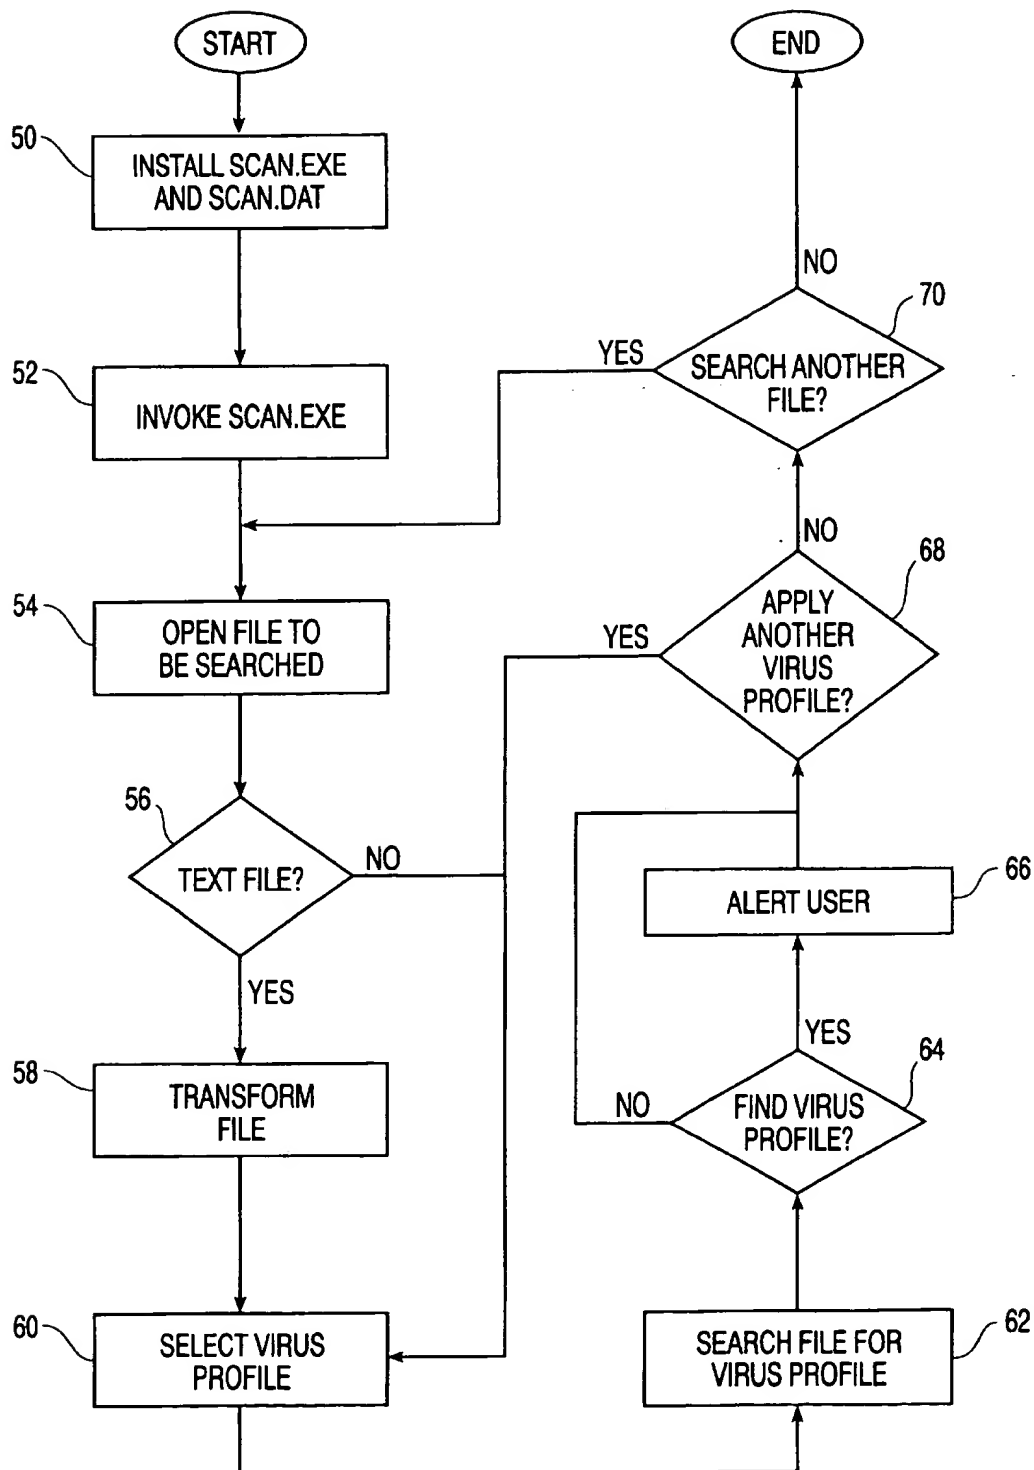 START
50
INSTALL SCAN.EXE
AND SCAN.DAT
52
INVOKE SCAN.EXE
54
OPEN FILE TO
BE SEARCHED
56
TEXT FILE?
NO
YES
58
TRANSFORM
FILE
60
SELECT VIRUS
PROFILE
62
SEARCH FILE FOR
VIRUS PROFILE
64
FIND VIRUS
PROFILE?
NO
YES
66
ALERT USER
68
APPLY
ANOTHER
VIRUS
PROFILE?
YES
NO
70
SEARCH ANOTHER
FILE?
YES
NO
END